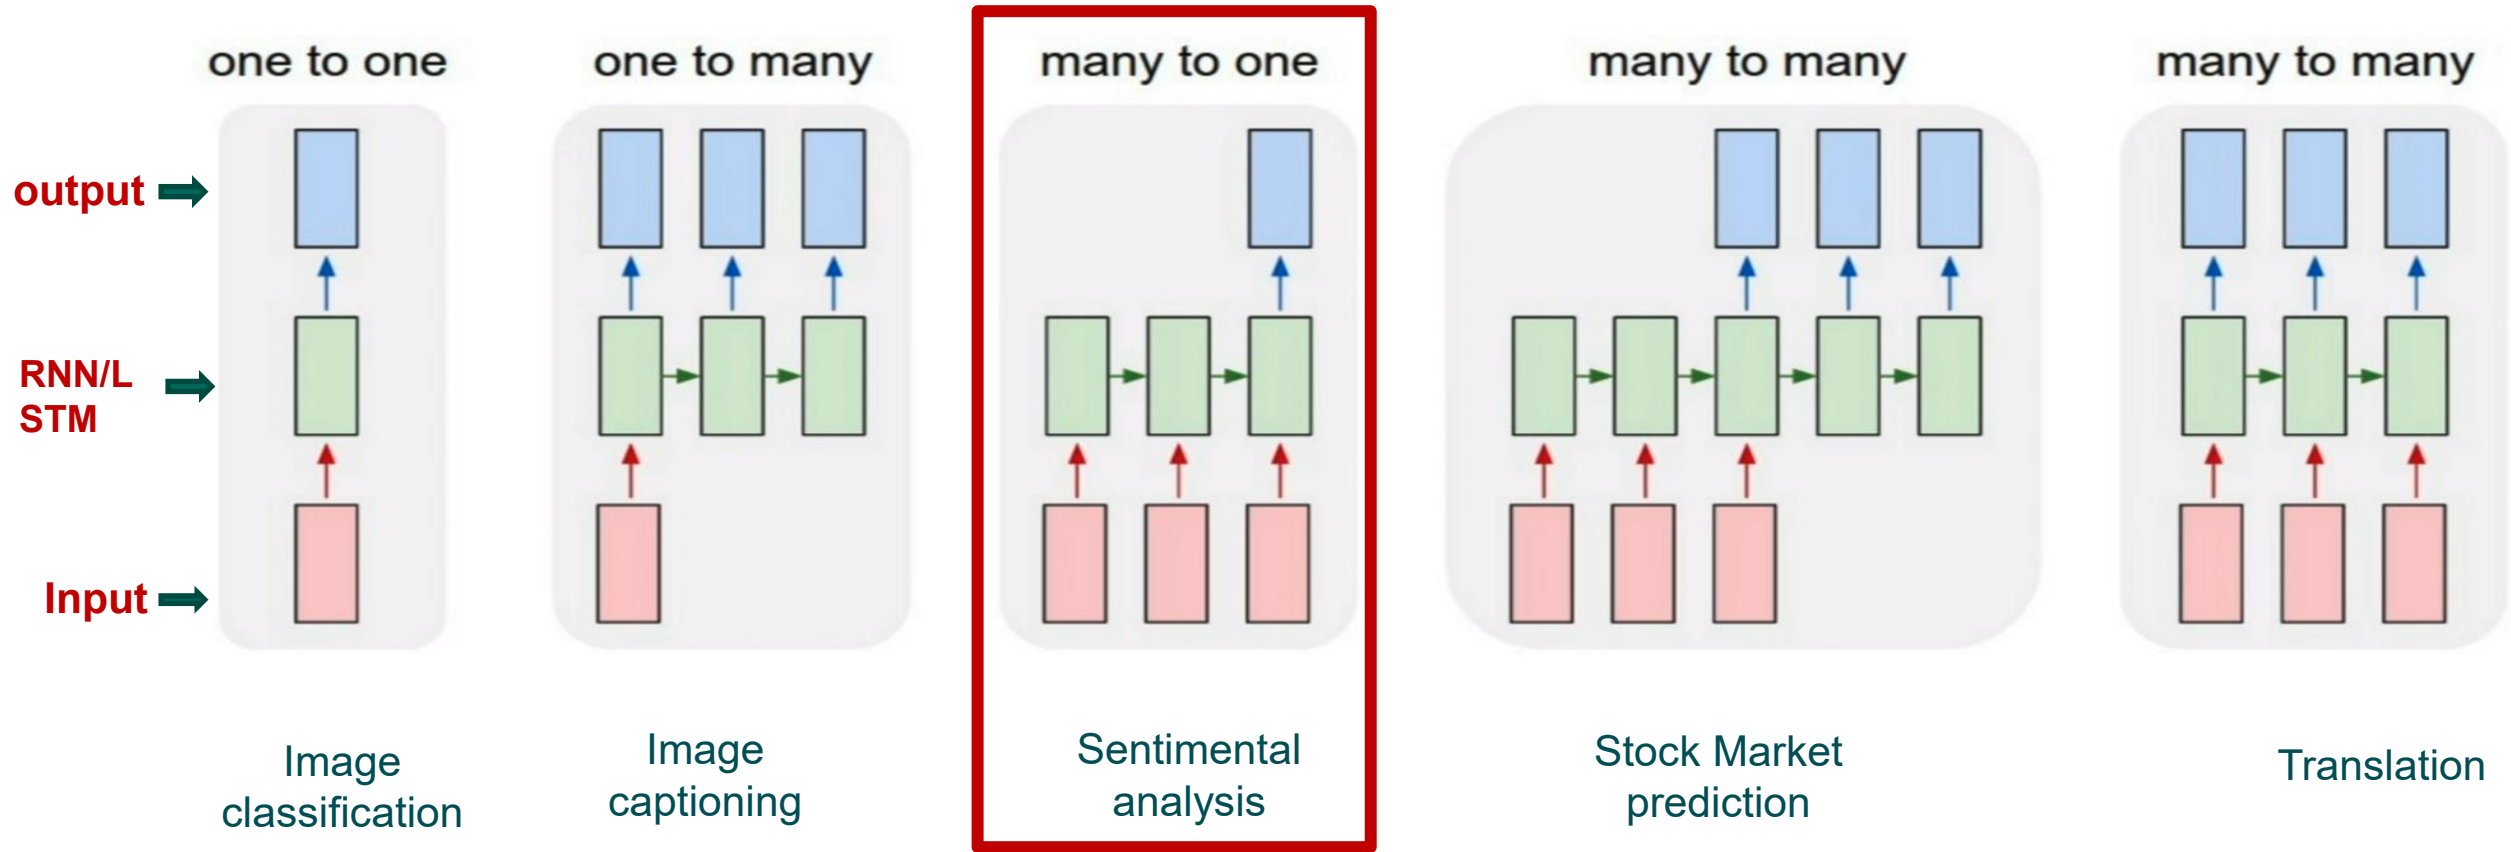 one to one
one to many
many to one
many to many
many to many
output
RNN/L
STM
Input
Image
classification
Image
captioning
Sentimental
analysis
Stock Market
prediction
Translation